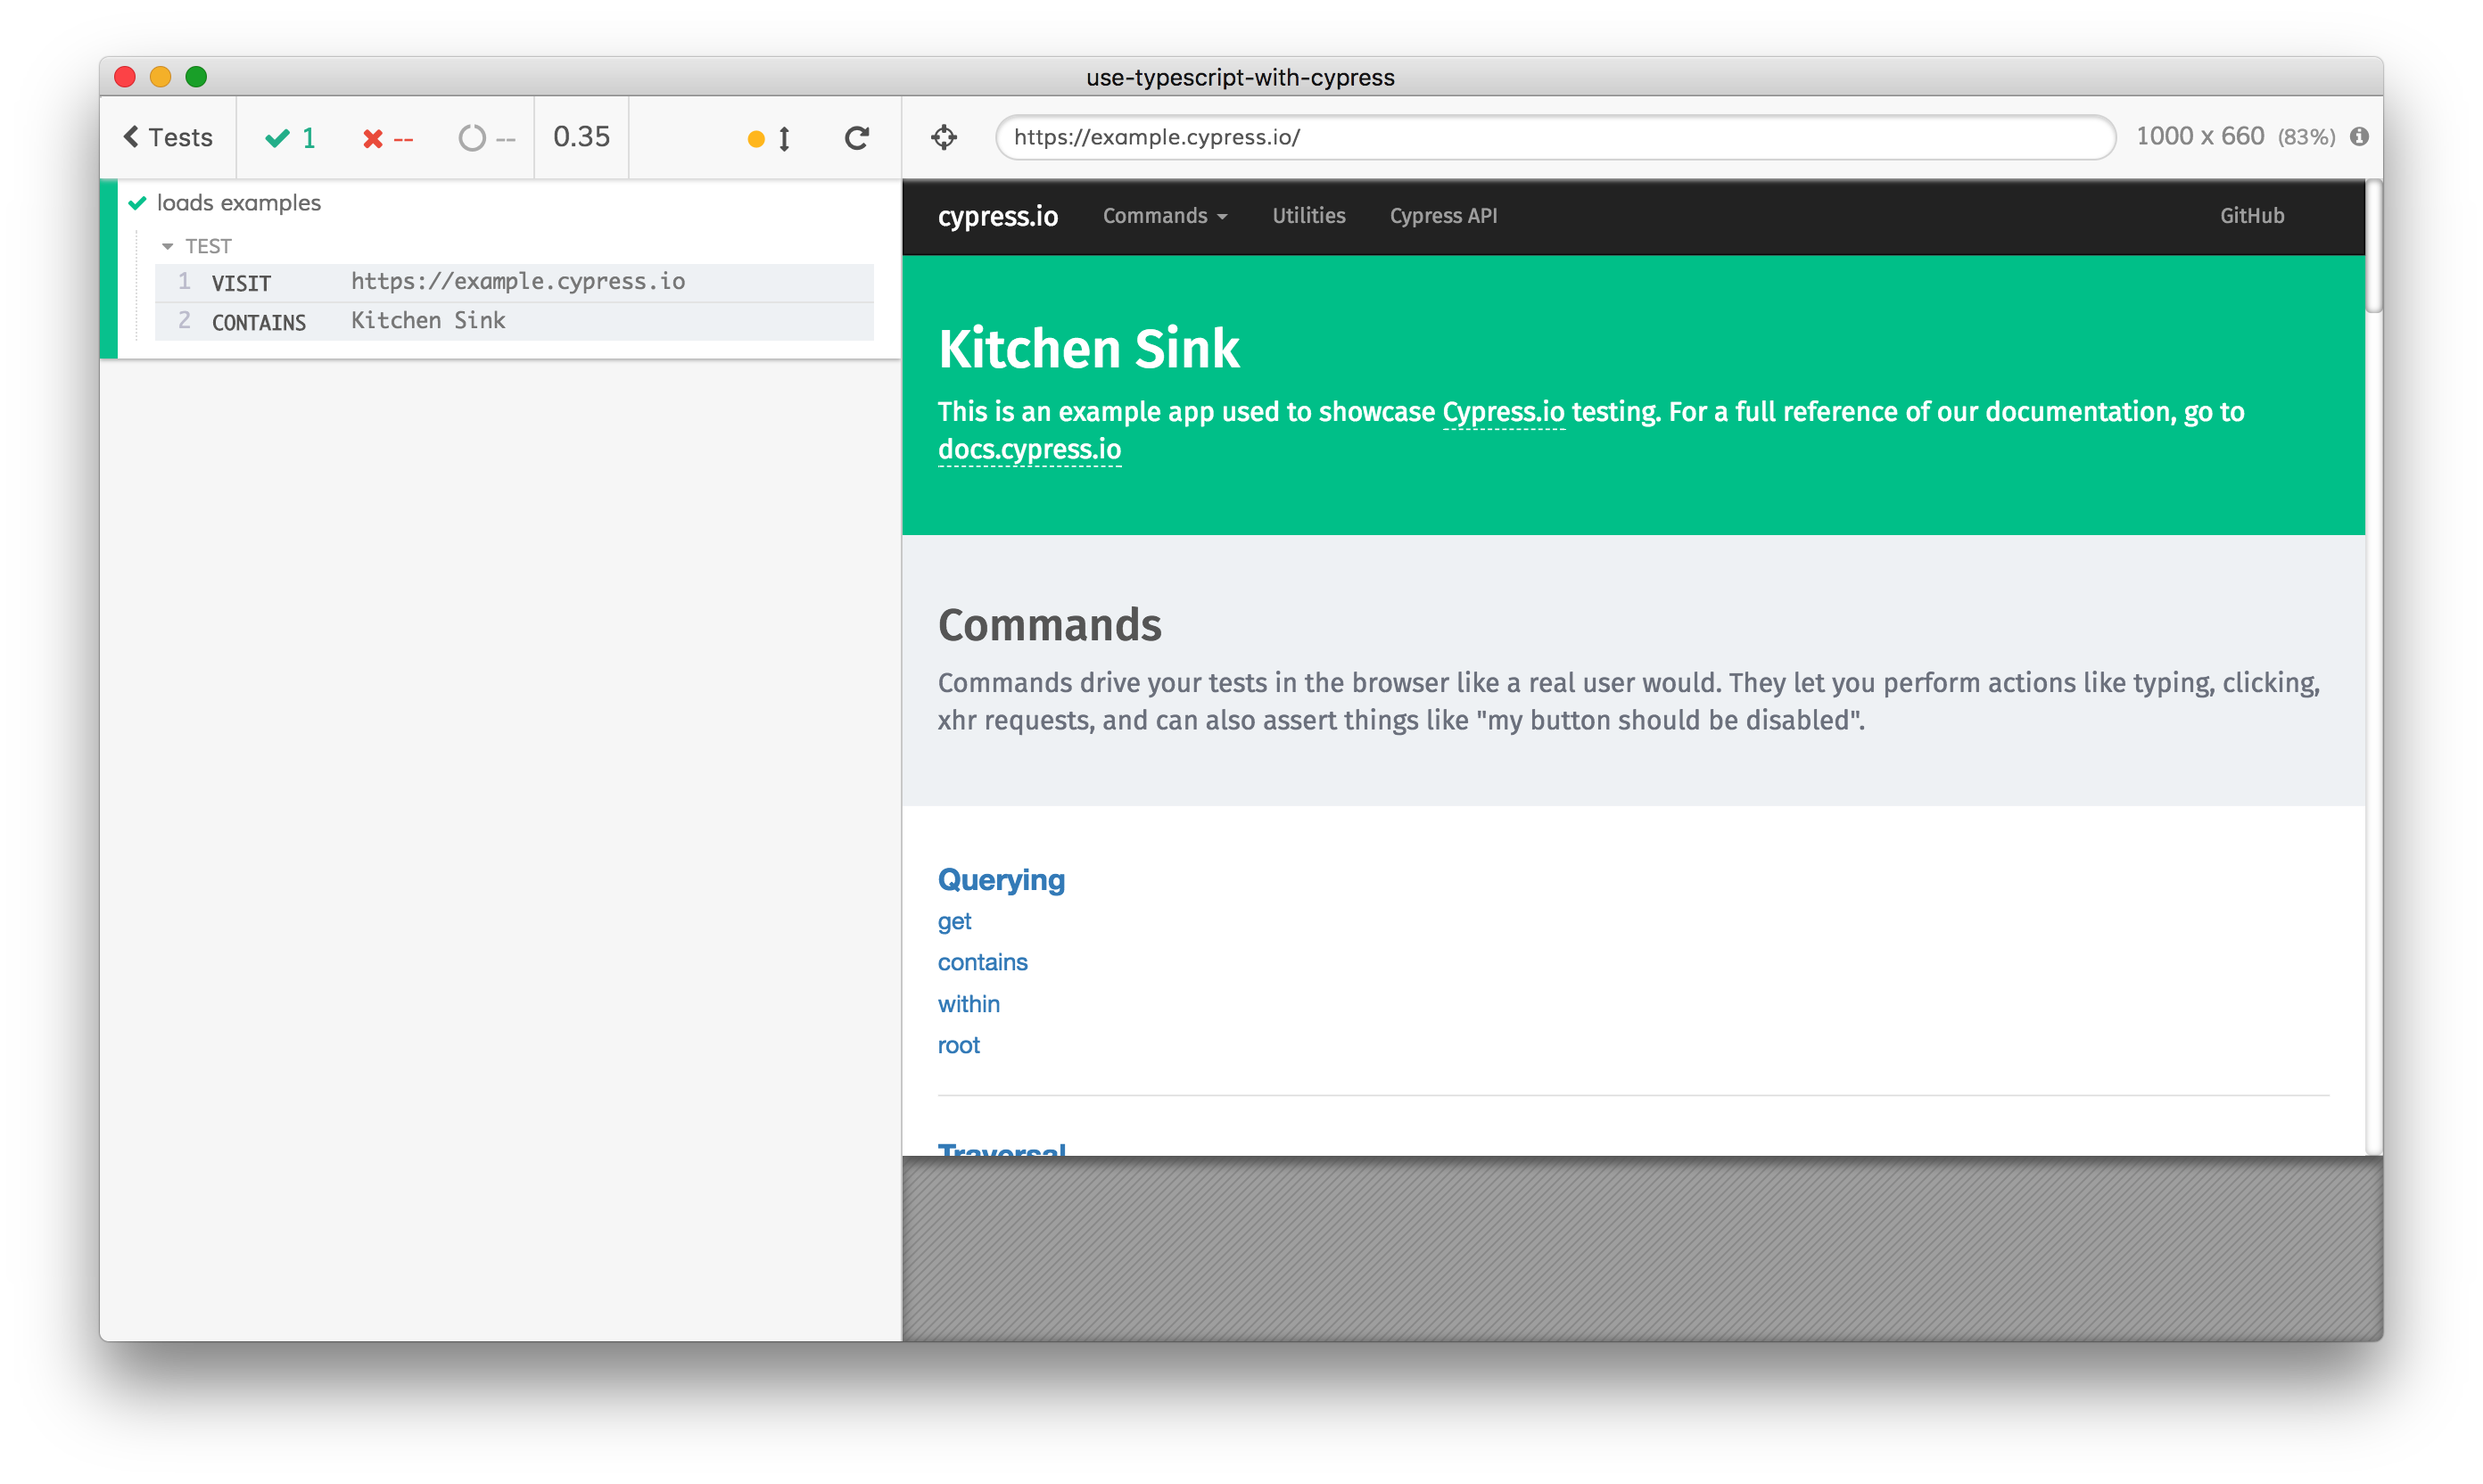 use-typescript-with-cypress
Tests 1 -- -- 0.35
https://example.cypress.io/ 1000 x 660 (83%)
loads examples
TEST
1 VISIT https://example.cypress.io
2 CONTAINS Kitchen Sink
cypress.io Commands Utilities Cypress API GitHub
Kitchen Sink
This is an example app used to showcase Cypress.io testing. For a full reference of our documentation, go to
docs.cypress.io
Commands
Commands drive your tests in the browser like a real user would. They let you perform actions like typing, clicking,
xhr requests, and can also assert things like "my button should be disabled".
Querying
get
contains
within
root
Traversal